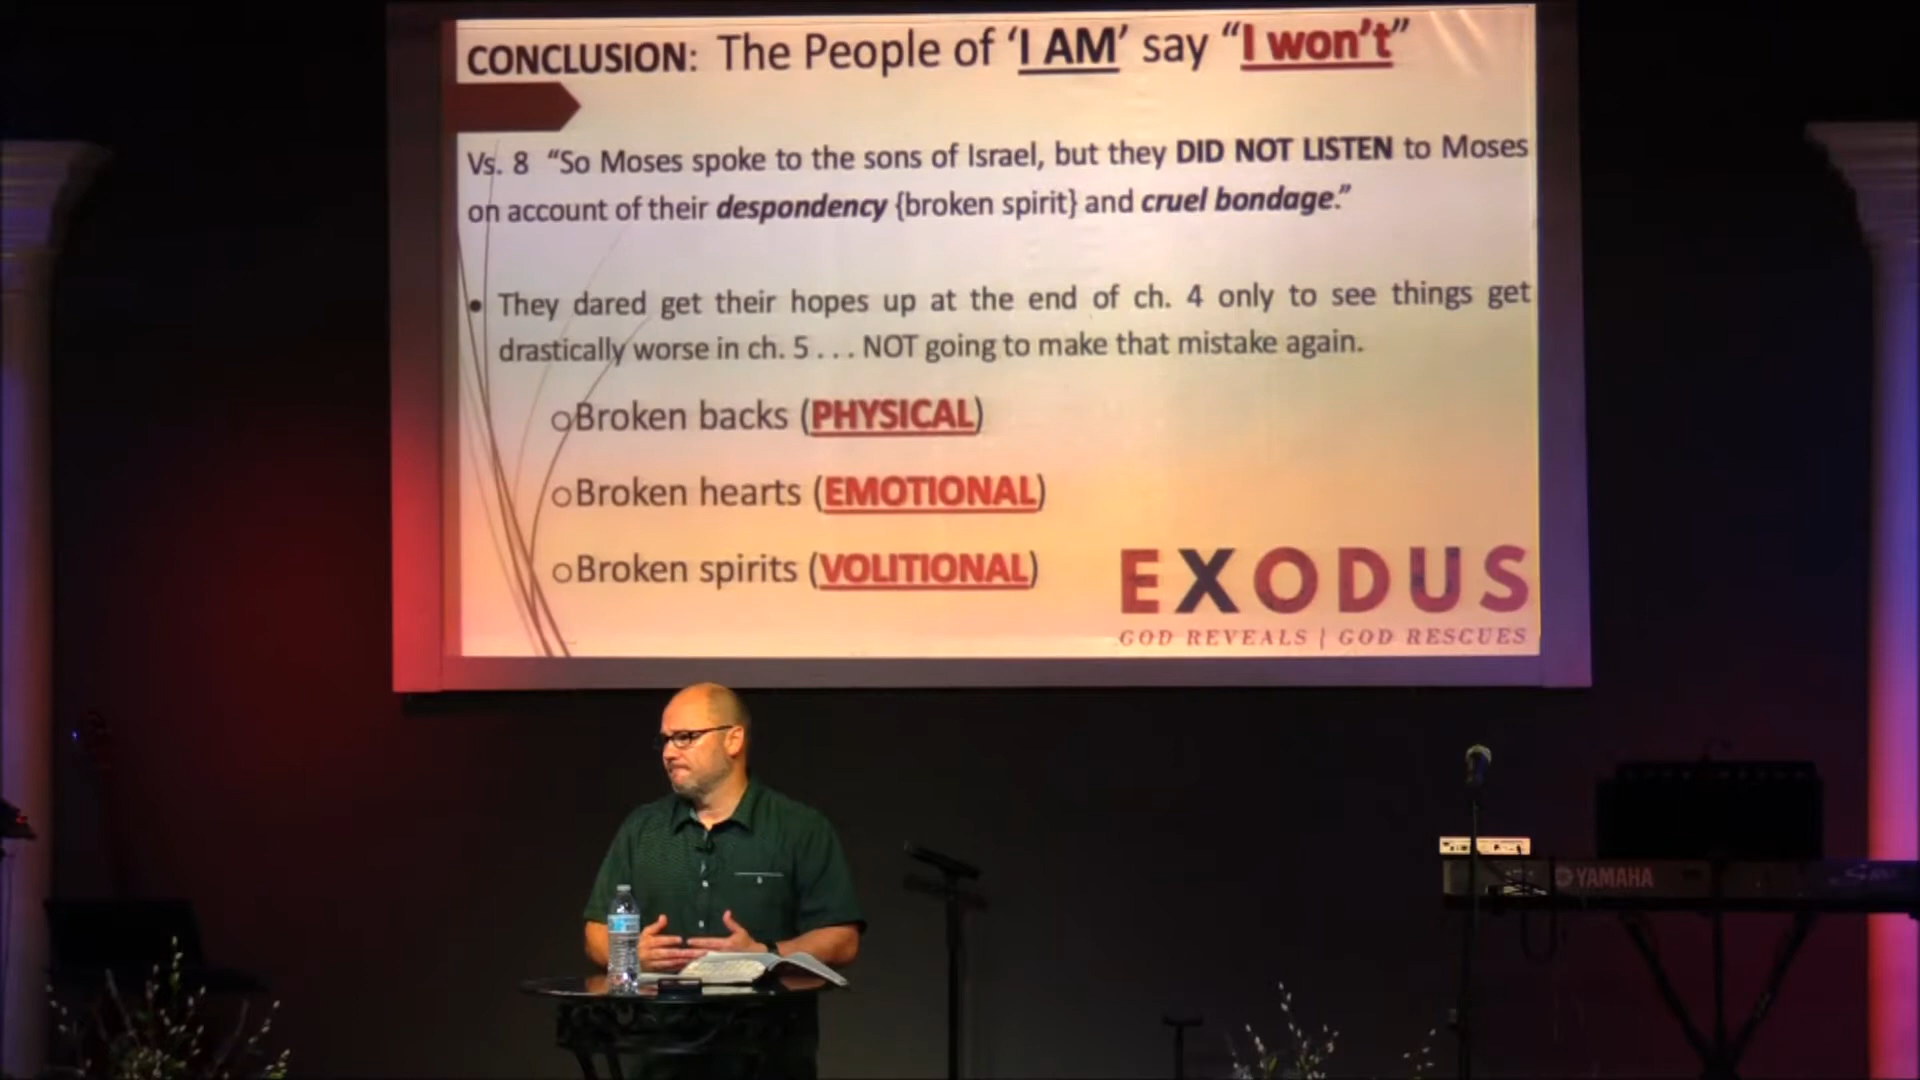 CONCLUSION: The People of ‘I AM’ say “I won’t”
Vs. 8 “So Moses spoke to the sons of Israel, but they DID NOT LISTEN to Moses
on account of their despondency {broken spirit} and cruel bondage.”
• They dared get their hopes up at the end of ch. 4 only to see things get
drastically worse in ch. 5 . . . NOT going to make that mistake again.
oBroken backs (PHYSICAL)
oBroken hearts (EMOTIONAL)
oBroken spirits (VOLITIONAL)
EXODUS
GOD REVEALS | GOD RESCUES
YAMAHA